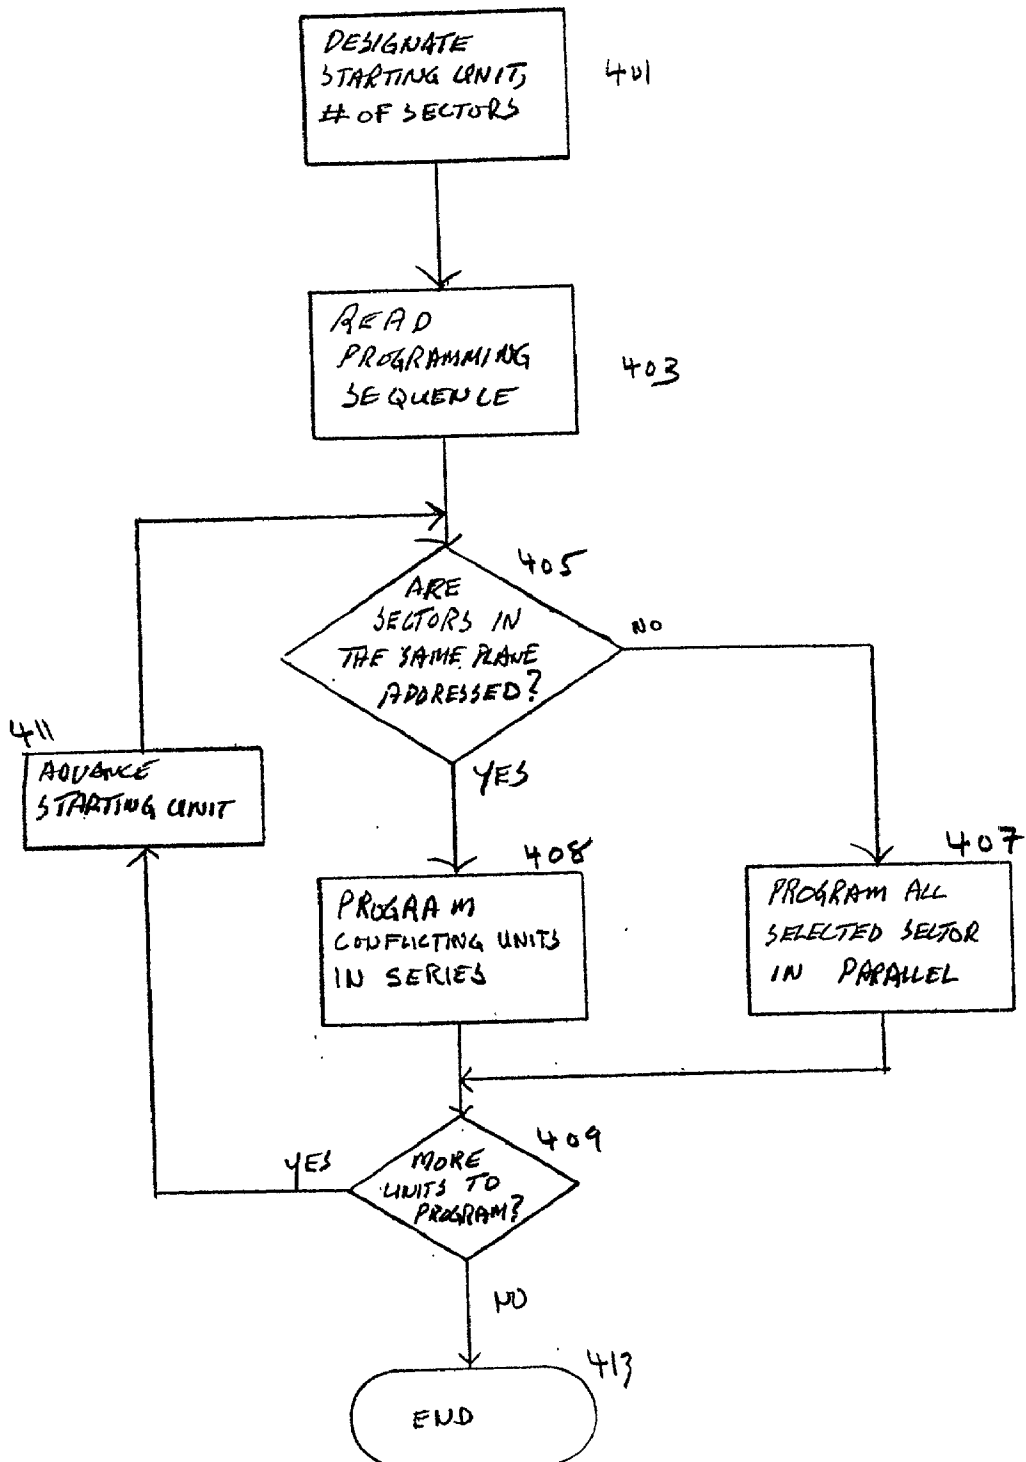 DESIGNATE
STARTING UNIT,
# OF SECTORS
401
READ
PROGRAMMING
SEQUENCE
403
405
ARE
SECTORS IN
THE SAME PLANE
ADDRESSED?
NO
YES
411
ADVANCE
STARTING UNIT
408
PROGRAM
CONFLICTING UNITS
IN SERIES
407
PROGRAM ALL
SELECTED SECTOR
IN PARALLEL
409
MORE
UNITS TO
PROGRAM?
YES
NO
413
END